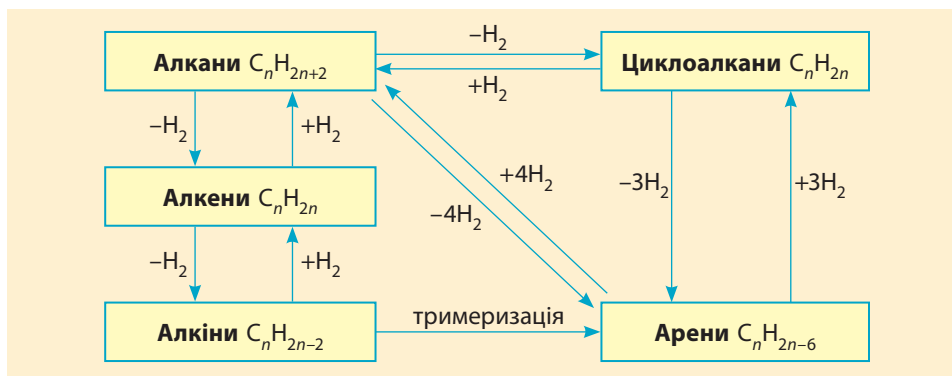 Алкани CₙH₂ₙ₊₂
–H₂
+H₂
Циклоалкани CₙH₂ₙ
–H₂
+H₂
+4H₂
–4H₂
–3H₂
+3H₂
Алкени CₙH₂ₙ
–H₂
+H₂
Алкіни CₙH₂ₙ₋₂
тримеризація
Арени CₙH₂ₙ₋₆